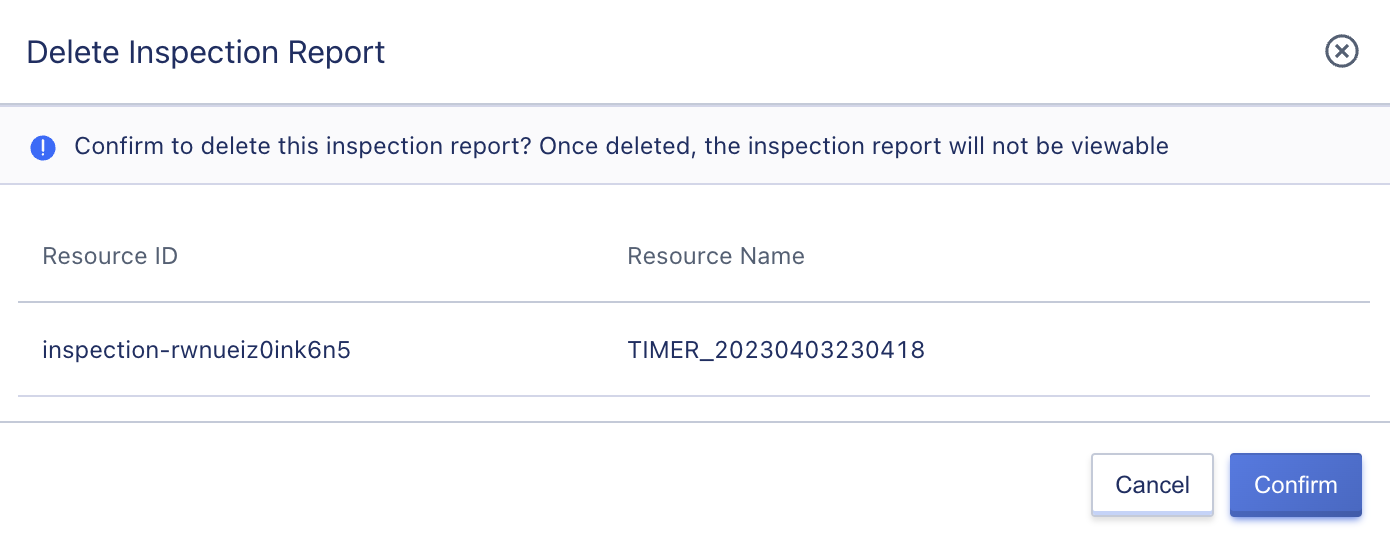 Delete Inspection Report
Confirm to delete this inspection report? Once deleted, the inspection report will not be viewable
Resource ID Resource Name
inspection-rwnueiz0ink6n5 TIMER_20230403230418
Cancel Confirm